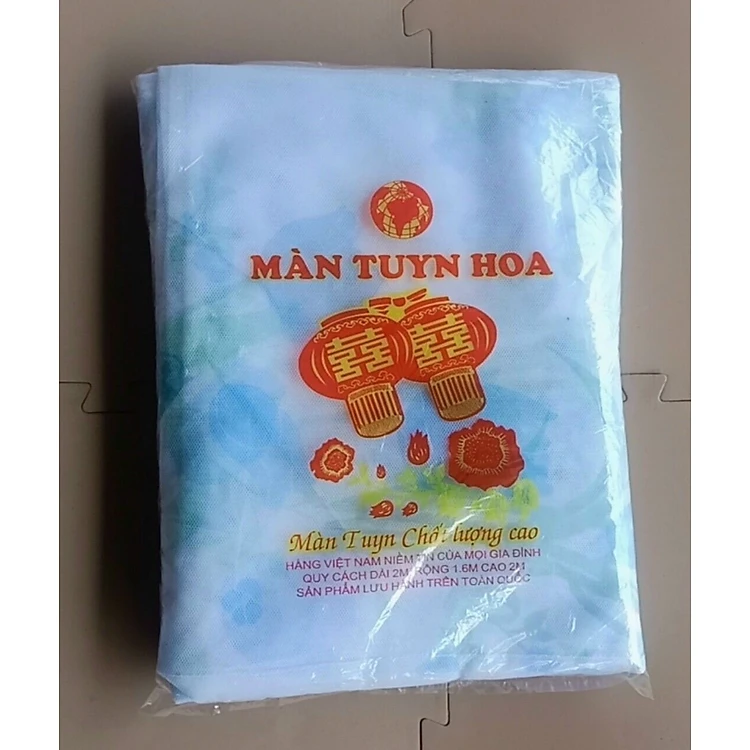 MÀN TUYN HOA
囍 囍
Màn Tuyn Chất lượng cao
HÀNG VIỆT NAM NIỀM TIN CỦA MỌI GIA ĐÌNH
QUY CÁCH DÀI 2M RỘNG 1.6M CAO 2M
SẢN PHẨM LƯU HÀNH TRÊN TOÀN QUỐC